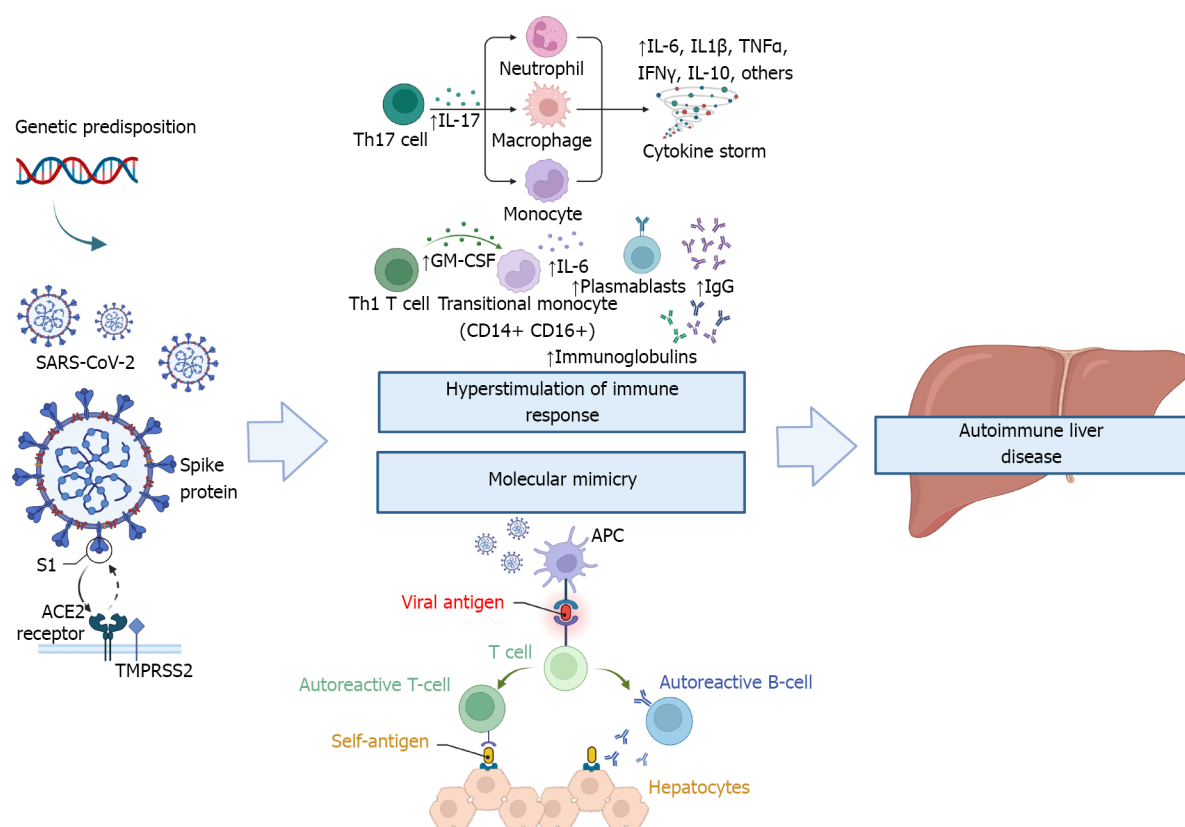 Genetic predisposition
SARS-CoV-2
Spike
protein
S1
ACE2
receptor
TMPRSS2
Neutrophil
Th17 cell
↑IL-17
Macrophage
Monocyte
↑IL-6, IL1β, TNFα,
IFNγ, IL-10, others
Cytokine storm
↑GM-CSF
Th1 T cell
Transitional monocyte
(CD14+ CD16+)
↑IL-6
↑Plasmablasts
↑IgG
↑Immunoglobulins
Hyperstimulation of immune
response
Molecular mimicry
APC
Viral antigen
T cell
Autoreactive T-cell
Autoreactive B-cell
Self-antigen
Hepatocytes
Autoimmune liver
disease